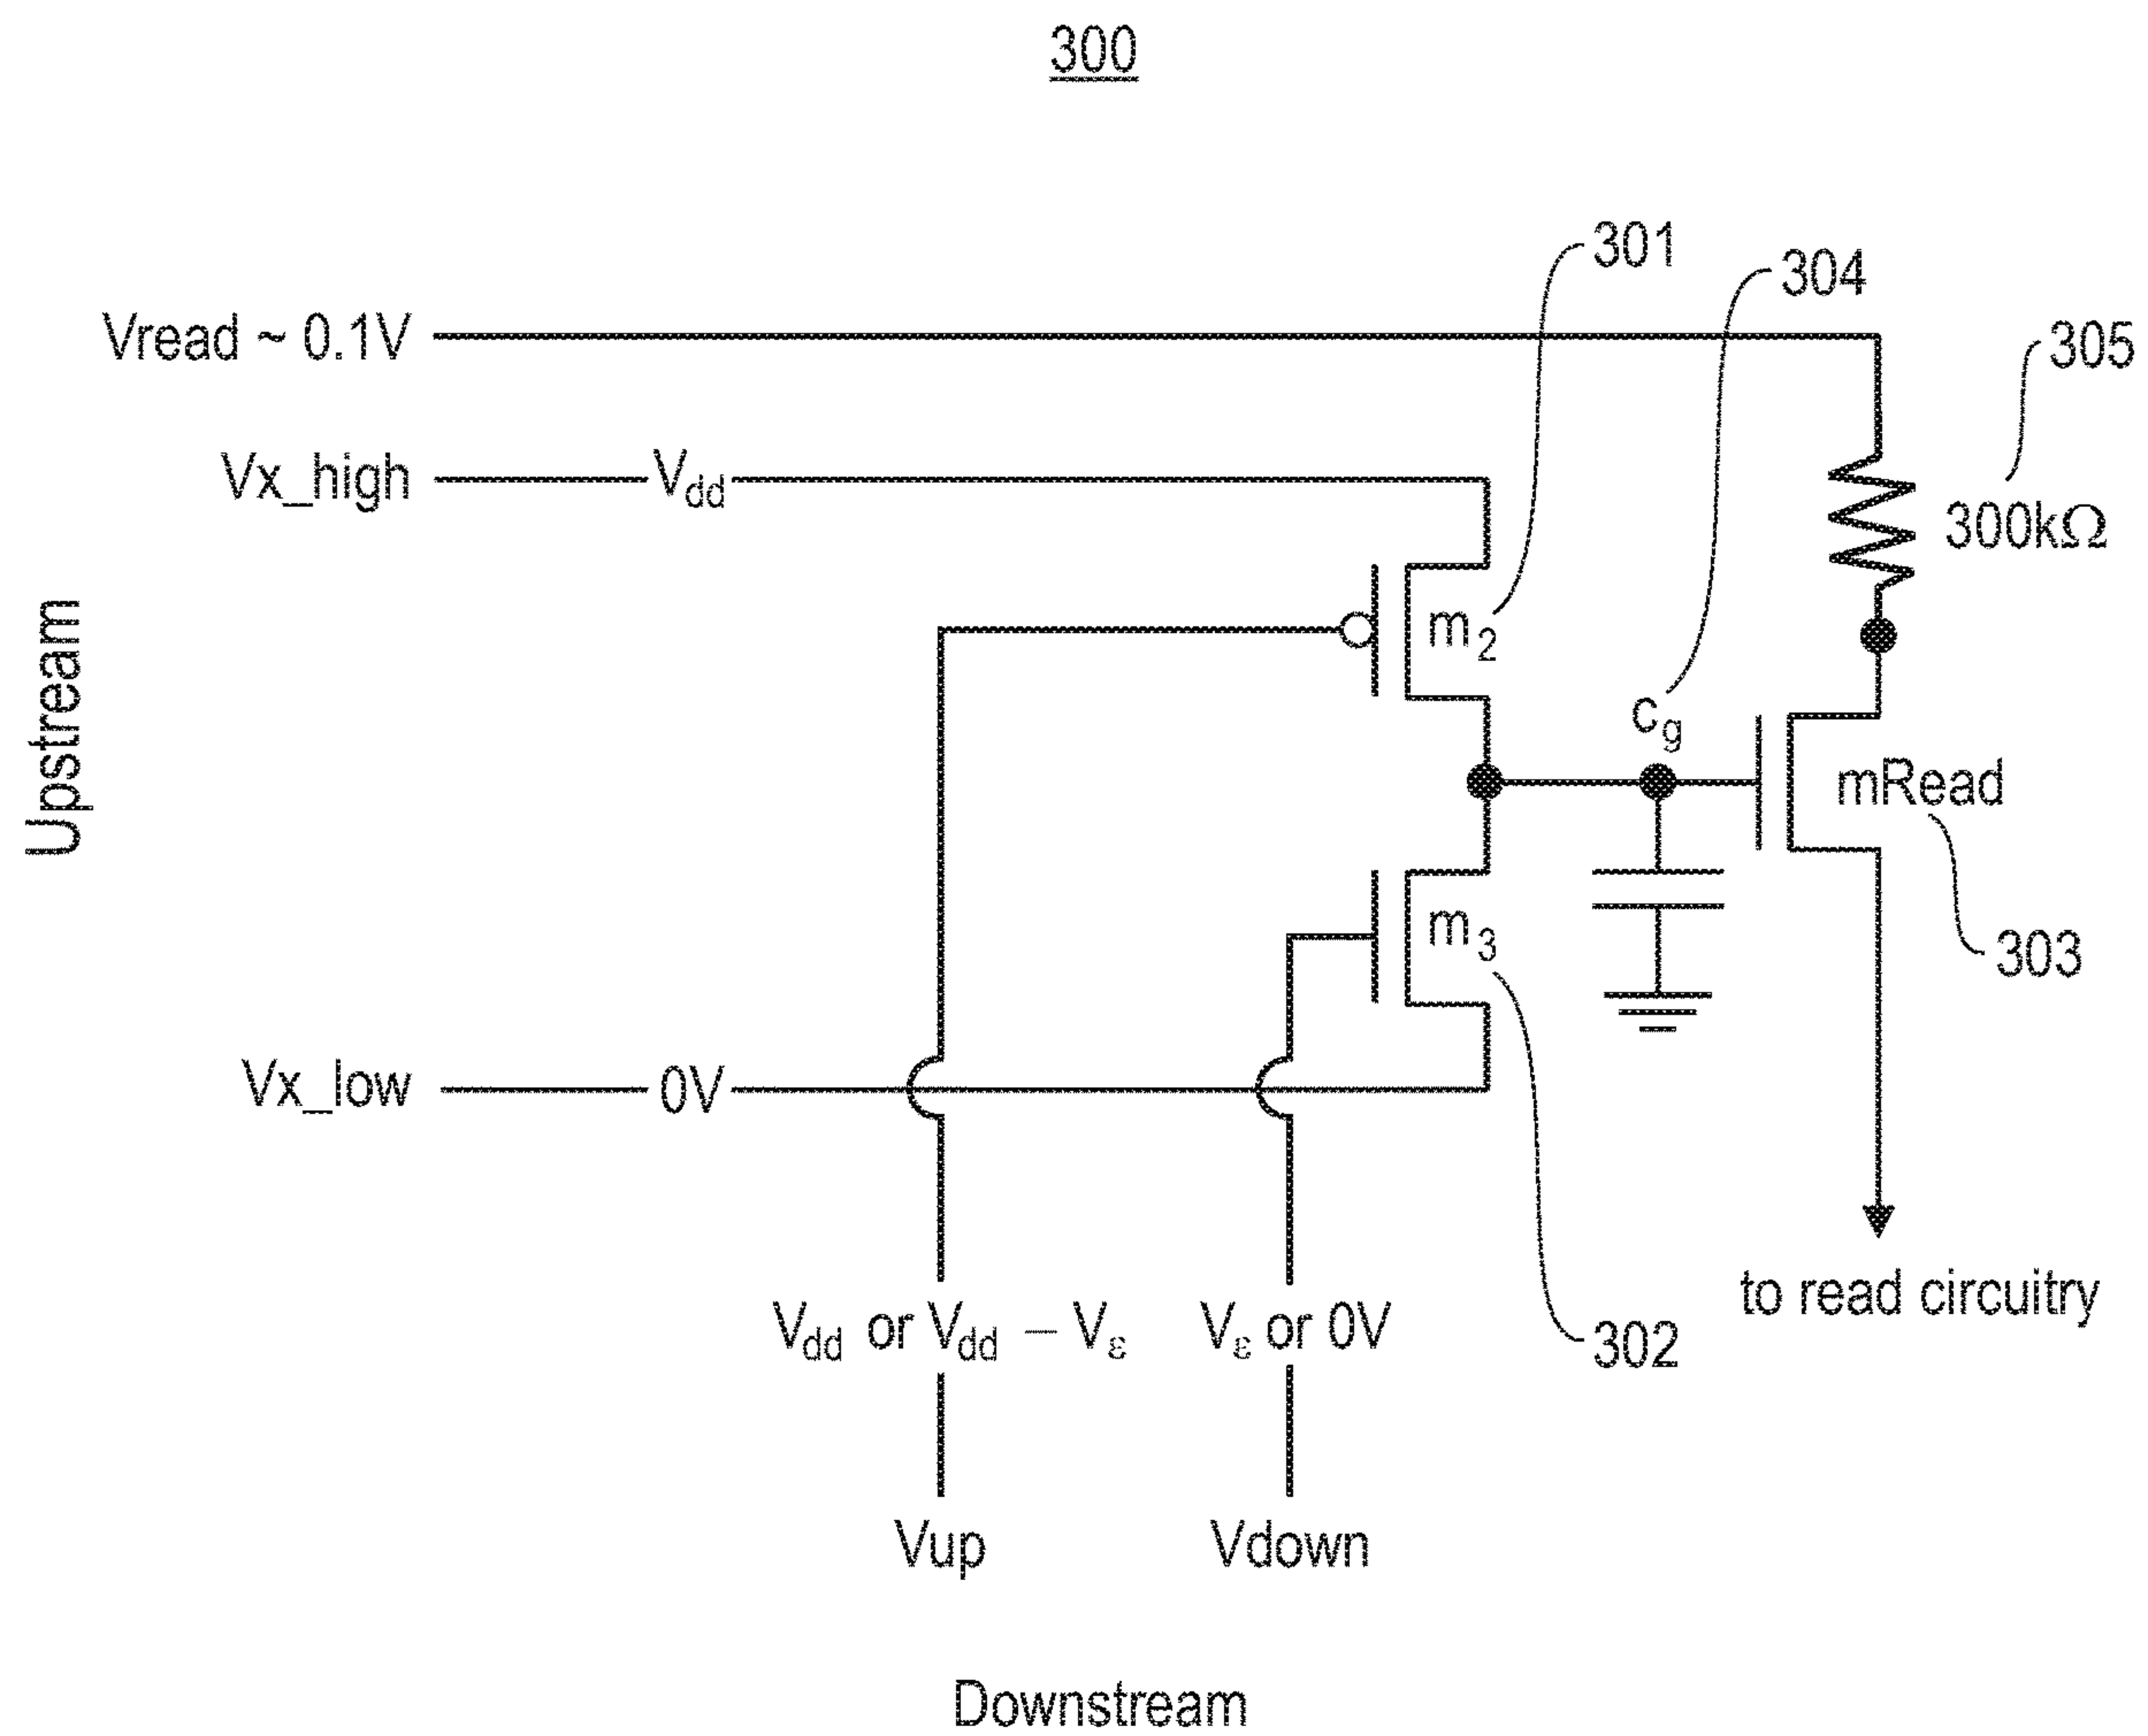 300
301
304
Vread ~ 0.1V
305
Vx_high
Vdd
300kΩ
Upstream
m2
cg
mRead
m3
303
Vx_low
0V
to read circuitry
Vdd or Vdd – Vε
Vε or 0V
302
Vup
Vdown
Downstream